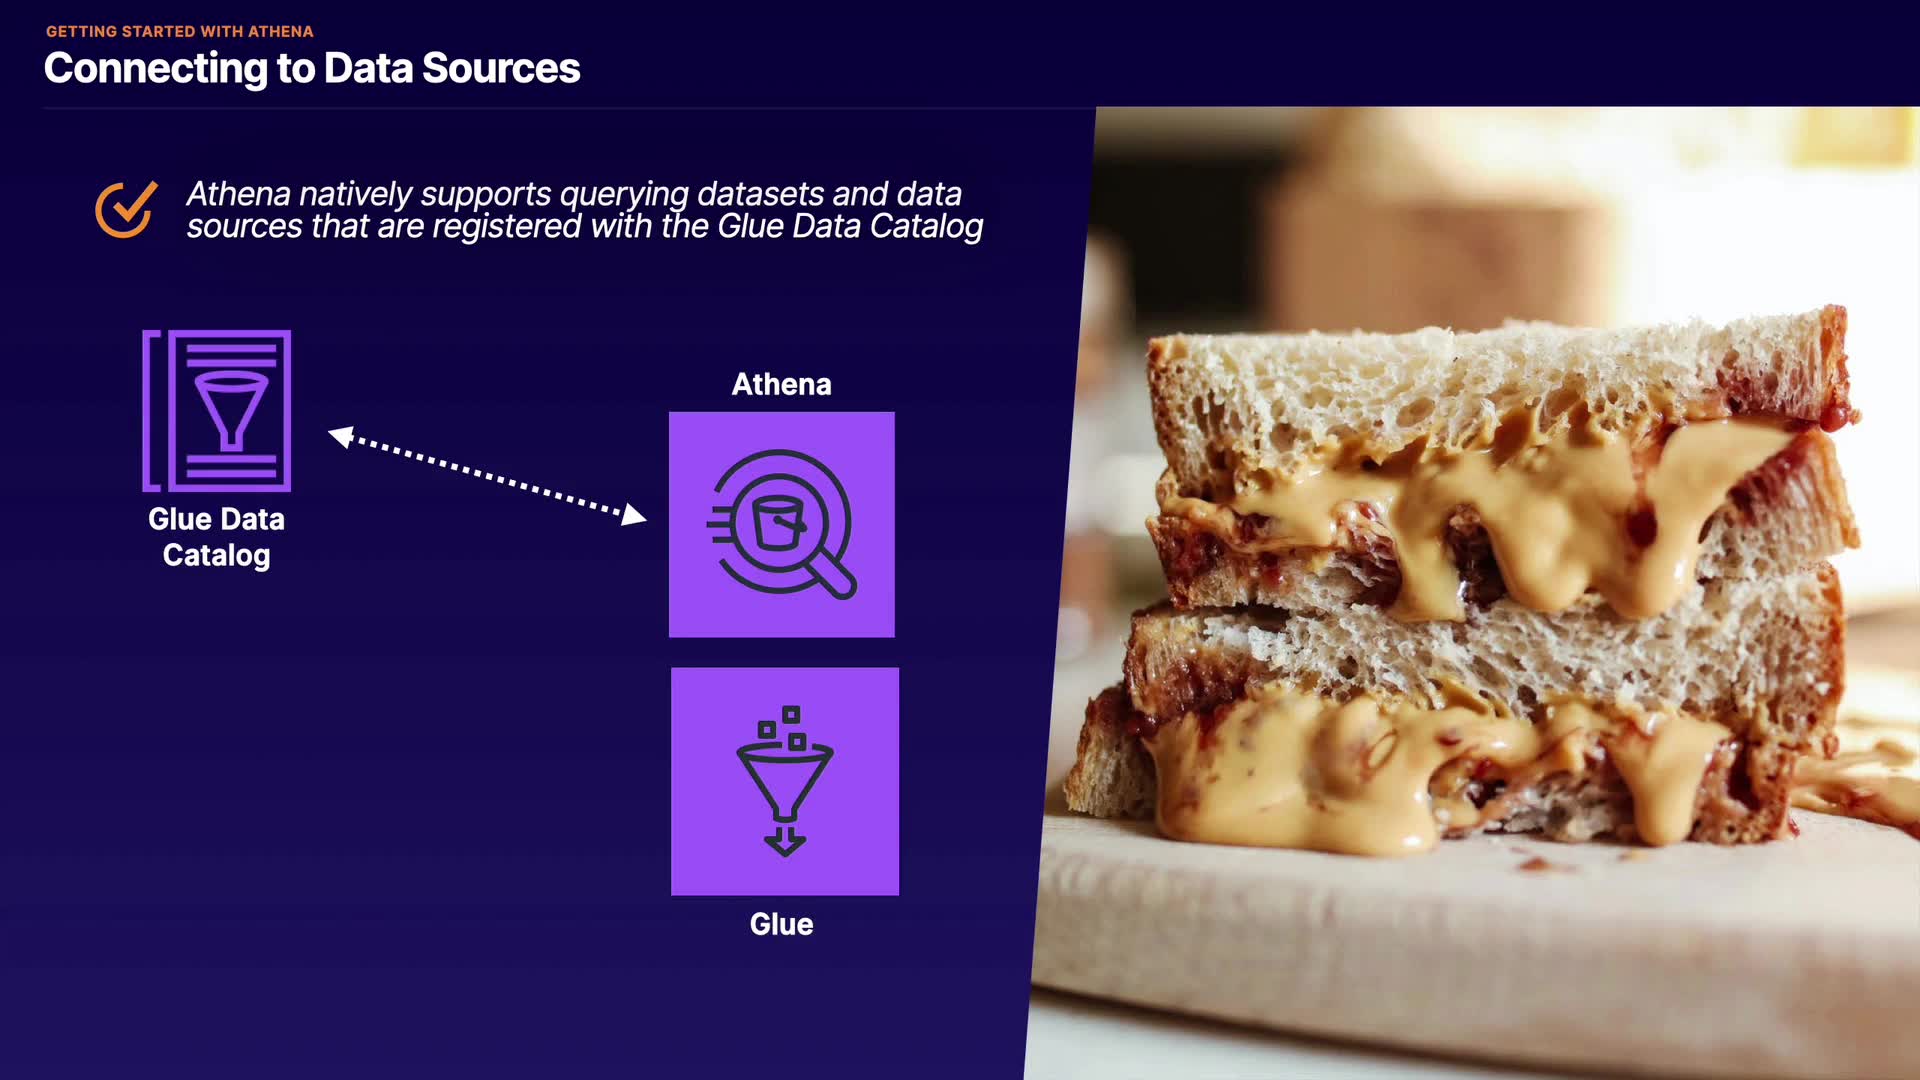 GETTING STARTED WITH ATHENA
Connecting to Data Sources
Athena natively supports querying datasets and data
sources that are registered with the Glue Data Catalog
Glue Data
Catalog
Athena
Glue